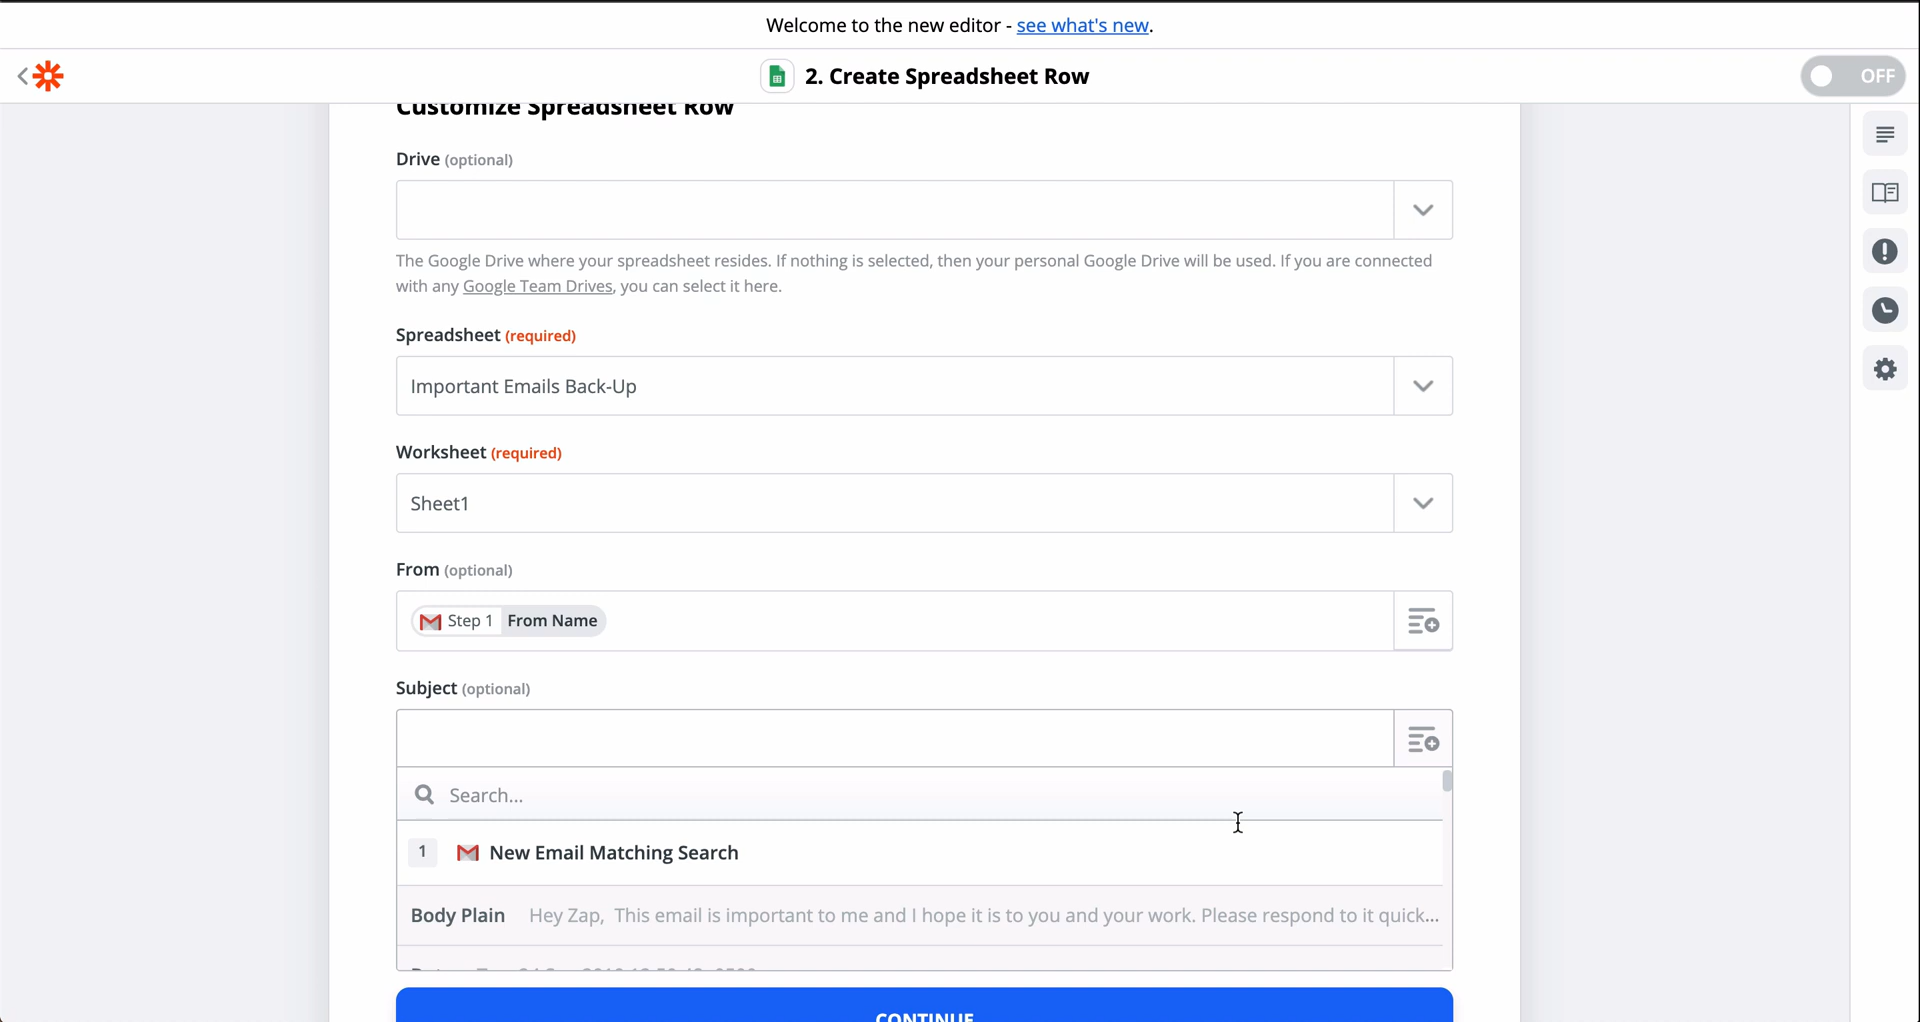 Welcome to the new editor - see what's new.
2. Create Spreadsheet Row
OFF
Customize Spreadsheet Row
Drive (optional)
The Google Drive where your spreadsheet resides. If nothing is selected, then your personal Google Drive will be used. If you are connected
with any Google Team Drives, you can select it here.
Spreadsheet (required)
Important Emails Back-Up
Worksheet (required)
Sheet1
From (optional)
Step 1 From Name
Subject (optional)
Search...
1 New Email Matching Search
Body Plain Hey Zap, This email is important to me and I hope it is to you and your work. Please respond to it quick...
CONTINUE